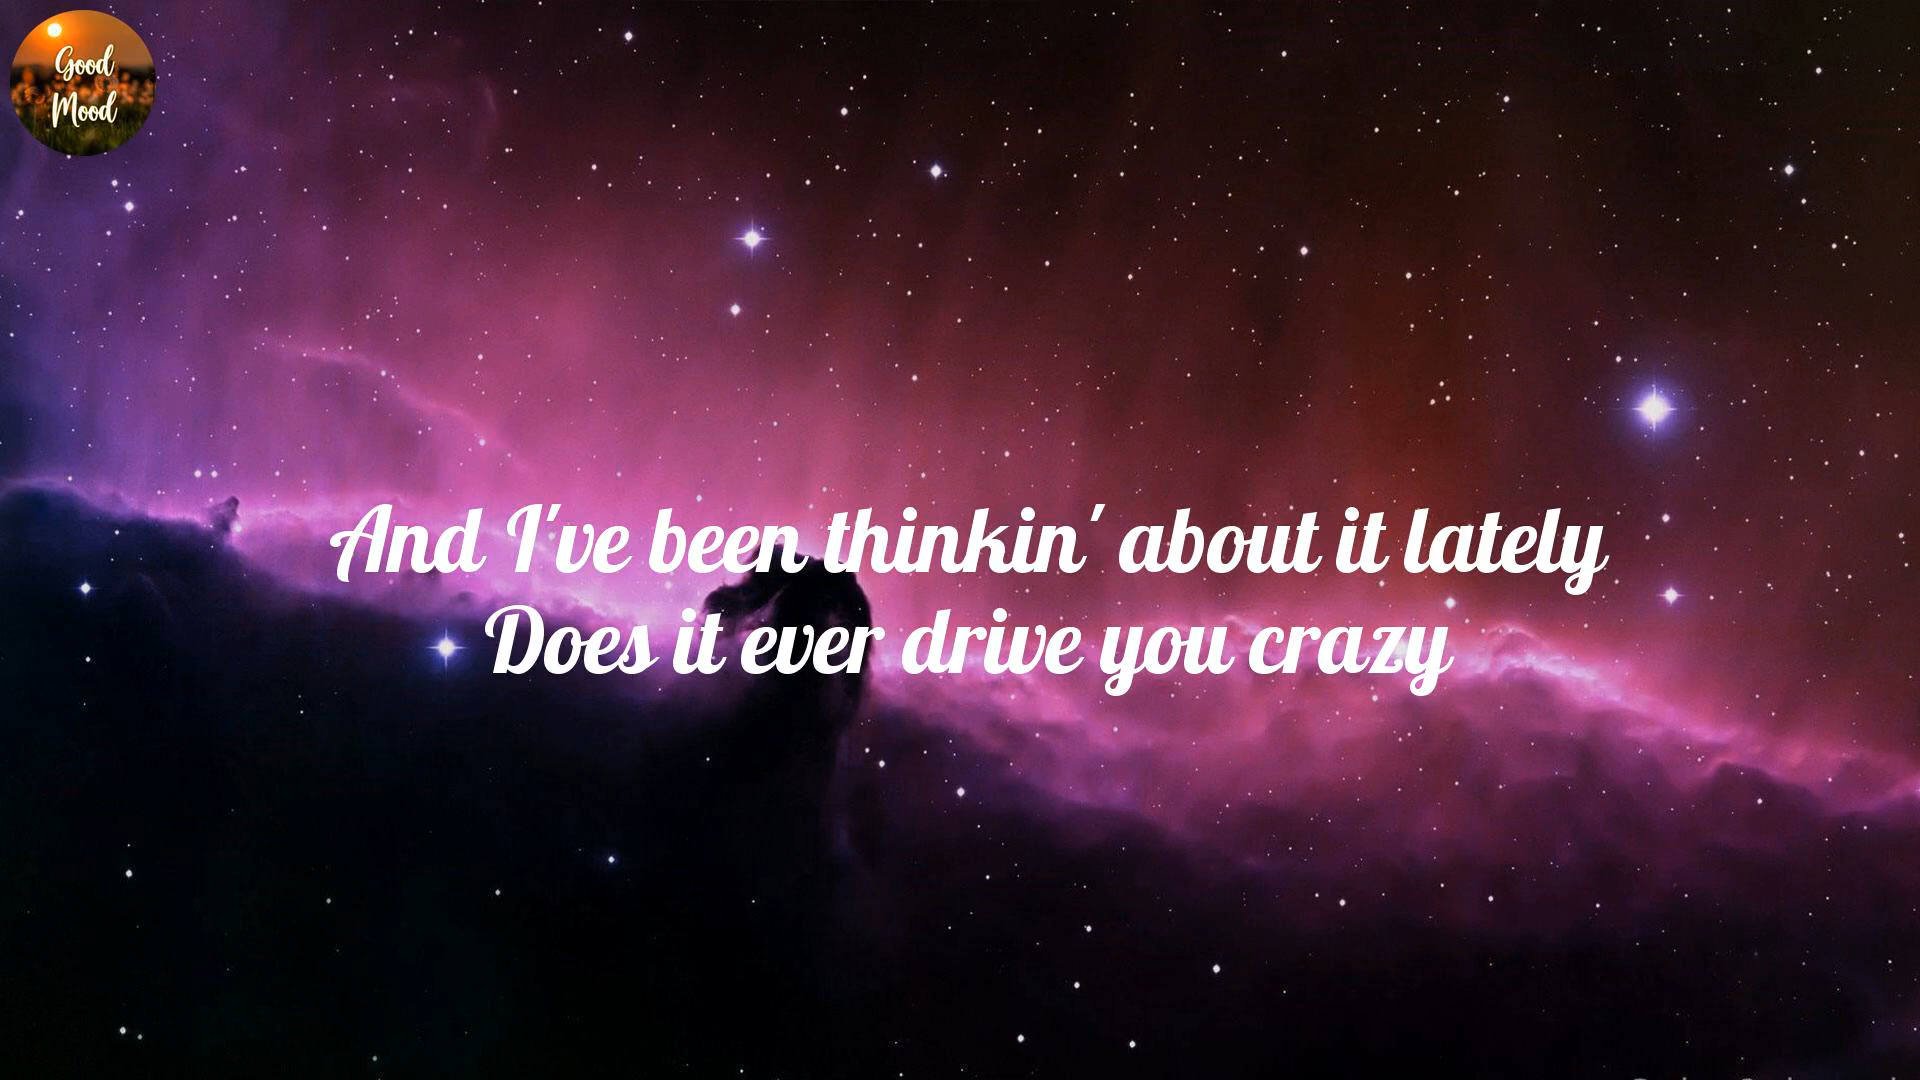 Good
Mood
And I've been thinkin' about it lately
Does it ever drive you crazy